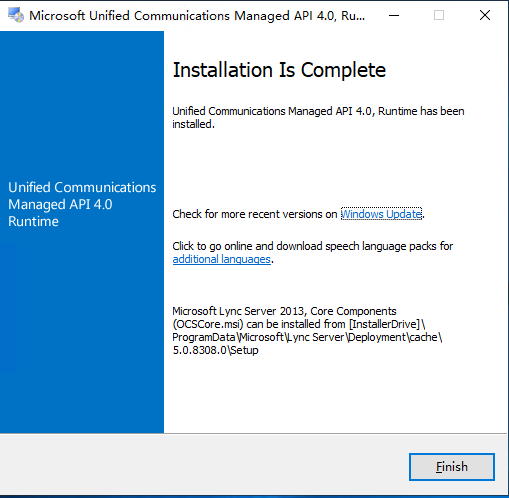 Microsoft Unified Communications Managed API 4.0, Ru...
Installation Is Complete
Unified Communications Managed API 4.0, Runtime has been
installed.
Unified Communications
Managed API 4.0
Runtime
Check for more recent versions on Windows Update.
Click to go online and download speech language packs for
additional languages.
Microsoft Lync Server 2013, Core Components
(OCSCore.msi) can be installed from [InstallerDrive]\
ProgramData\Microsoft\Lync Server\Deployment\cache\
5.0.8308.0\Setup
Finish